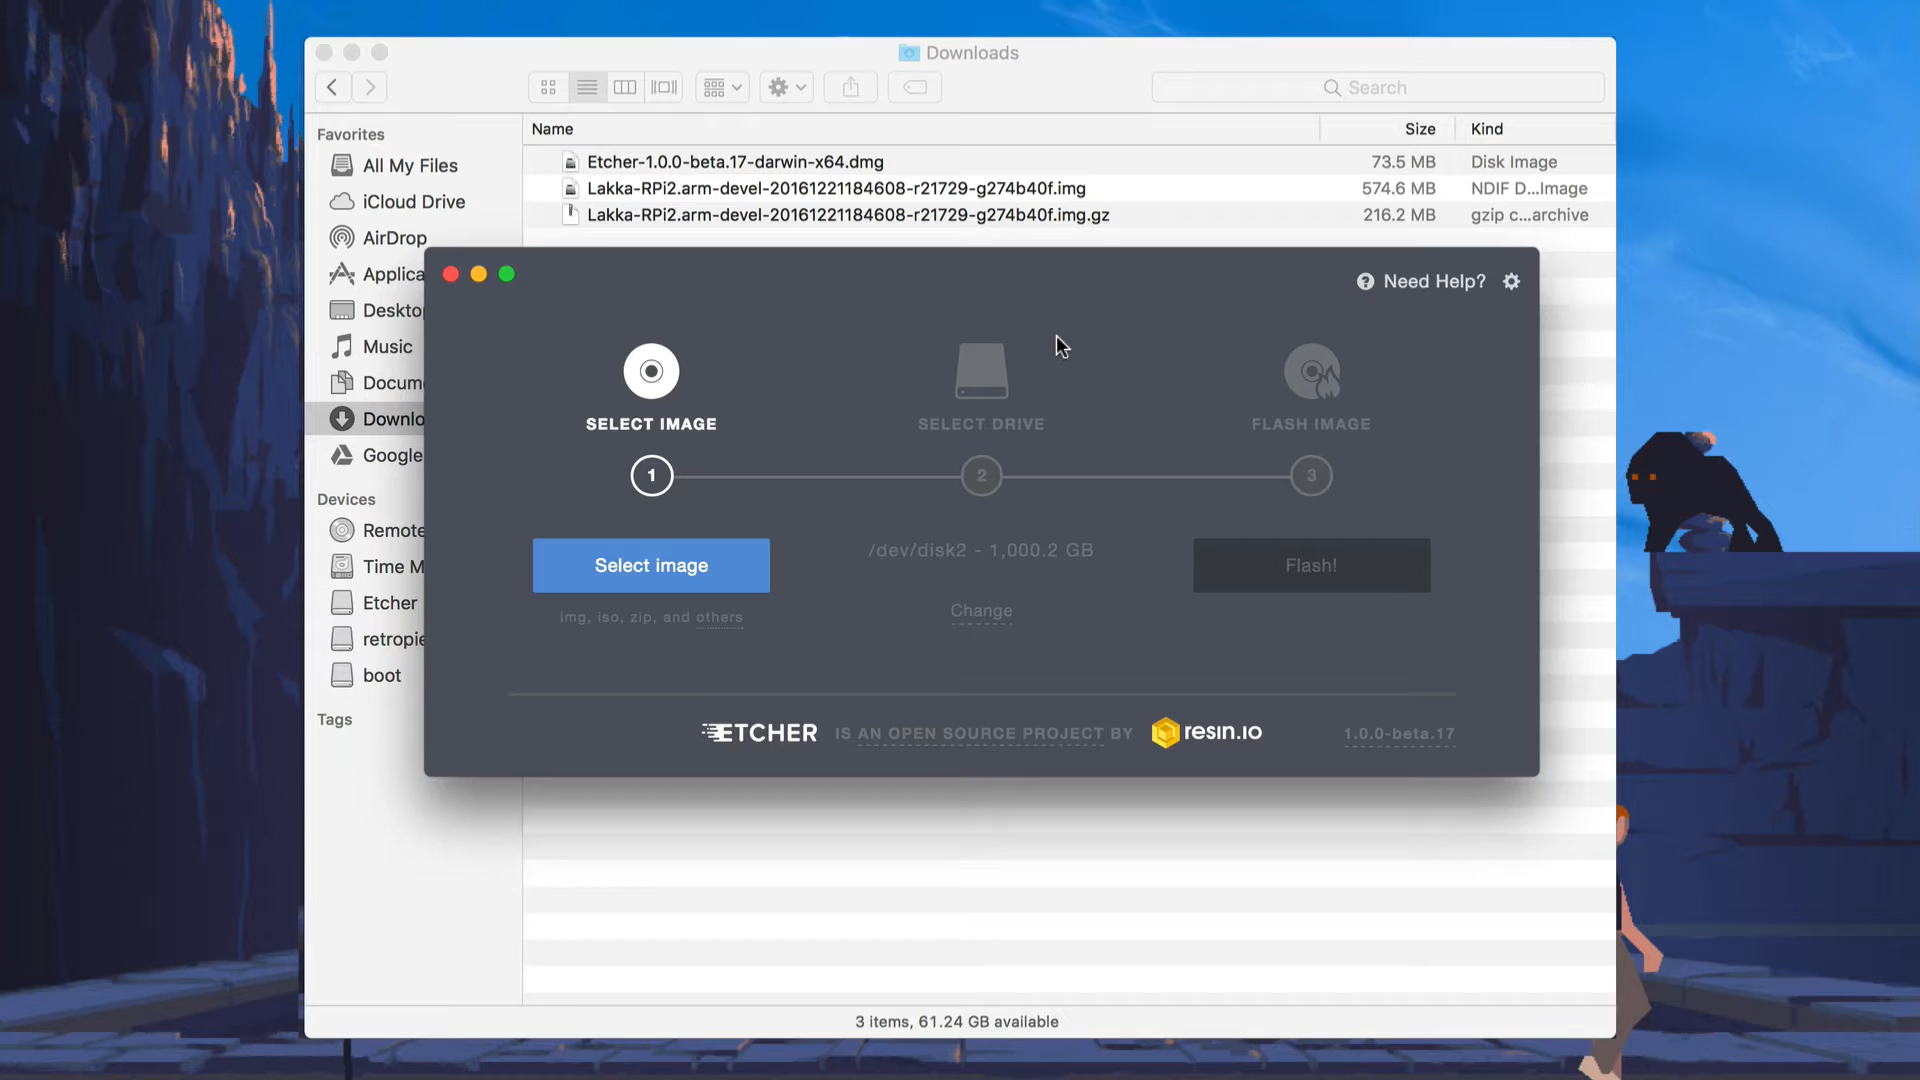 Downloads
Search
Favorites
All My Files
iCloud Drive
AirDrop
Applica
Deskto
Music
Docum
Downlo
Google
Devices
Remote
Time M
Etcher
retropie
boot
Tags
Name Size Kind
Etcher-1.0.0-beta.17-darwin-x64.dmg 73.5 MB Disk Image
Lakka-RPi2.arm-devel-20161221184608-r21729-g274b40f.img 574.6 MB NDIF D...Image
Lakka-RPi2.arm-devel-20161221184608-r21729-g274b40f.img.gz 216.2 MB gzip c...archive
? Need Help?
SELECT IMAGE SELECT DRIVE FLASH IMAGE
1 2 3
Select image /dev/disk2 - 1,000.2 GB Flash!
img, iso, zip, and others Change
ETCHER IS AN OPEN SOURCE PROJECT BY resin.io 1.0.0-beta.17
3 items, 61.24 GB available